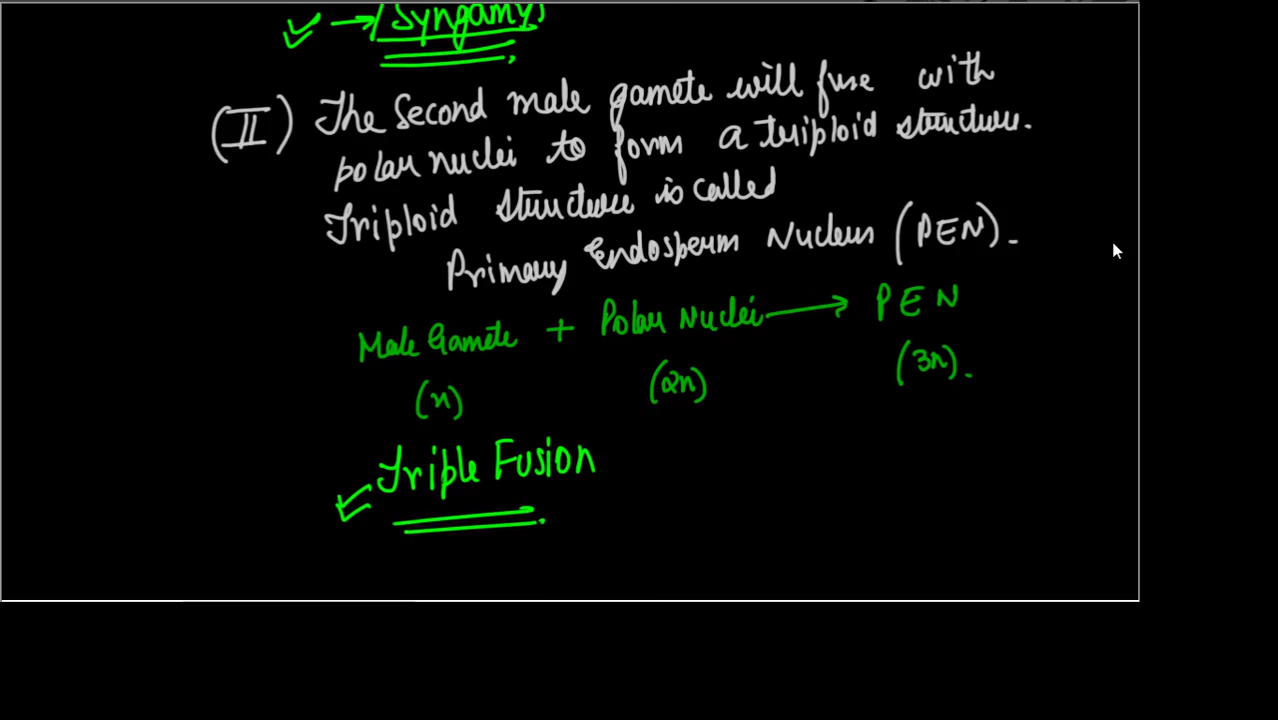 → (Syngamy)
(II) The Second male gamete will fuse with
polar nuclei to form a triploid structure.
Triploid structure is called
Primary Endosperm Nucleus (PEN).
Male Gamete + Polar Nuclei → PEN
(n) (2n) (3n).
Triple Fusion